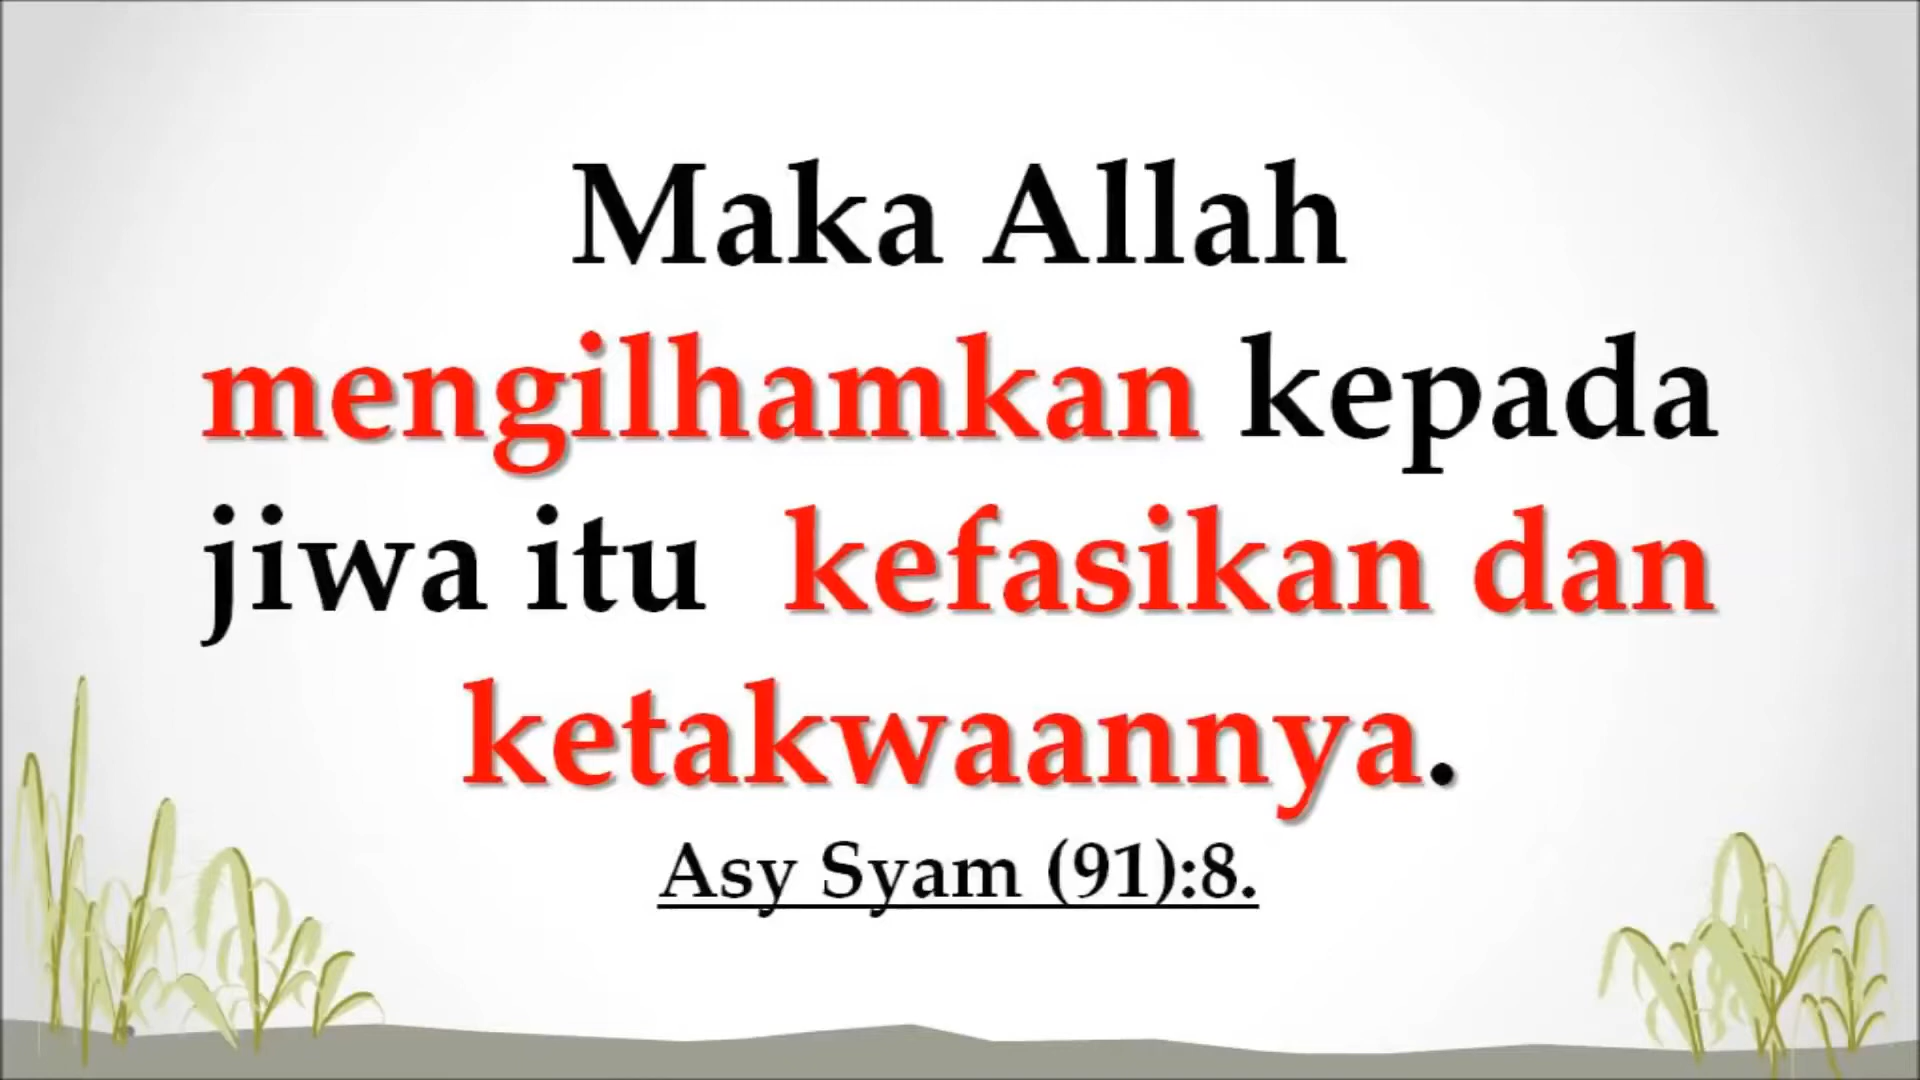 Maka Allah
mengilhamkan kepada
jiwa itu kefasikan dan
ketakwaannya.
Asy Syam (91):8.